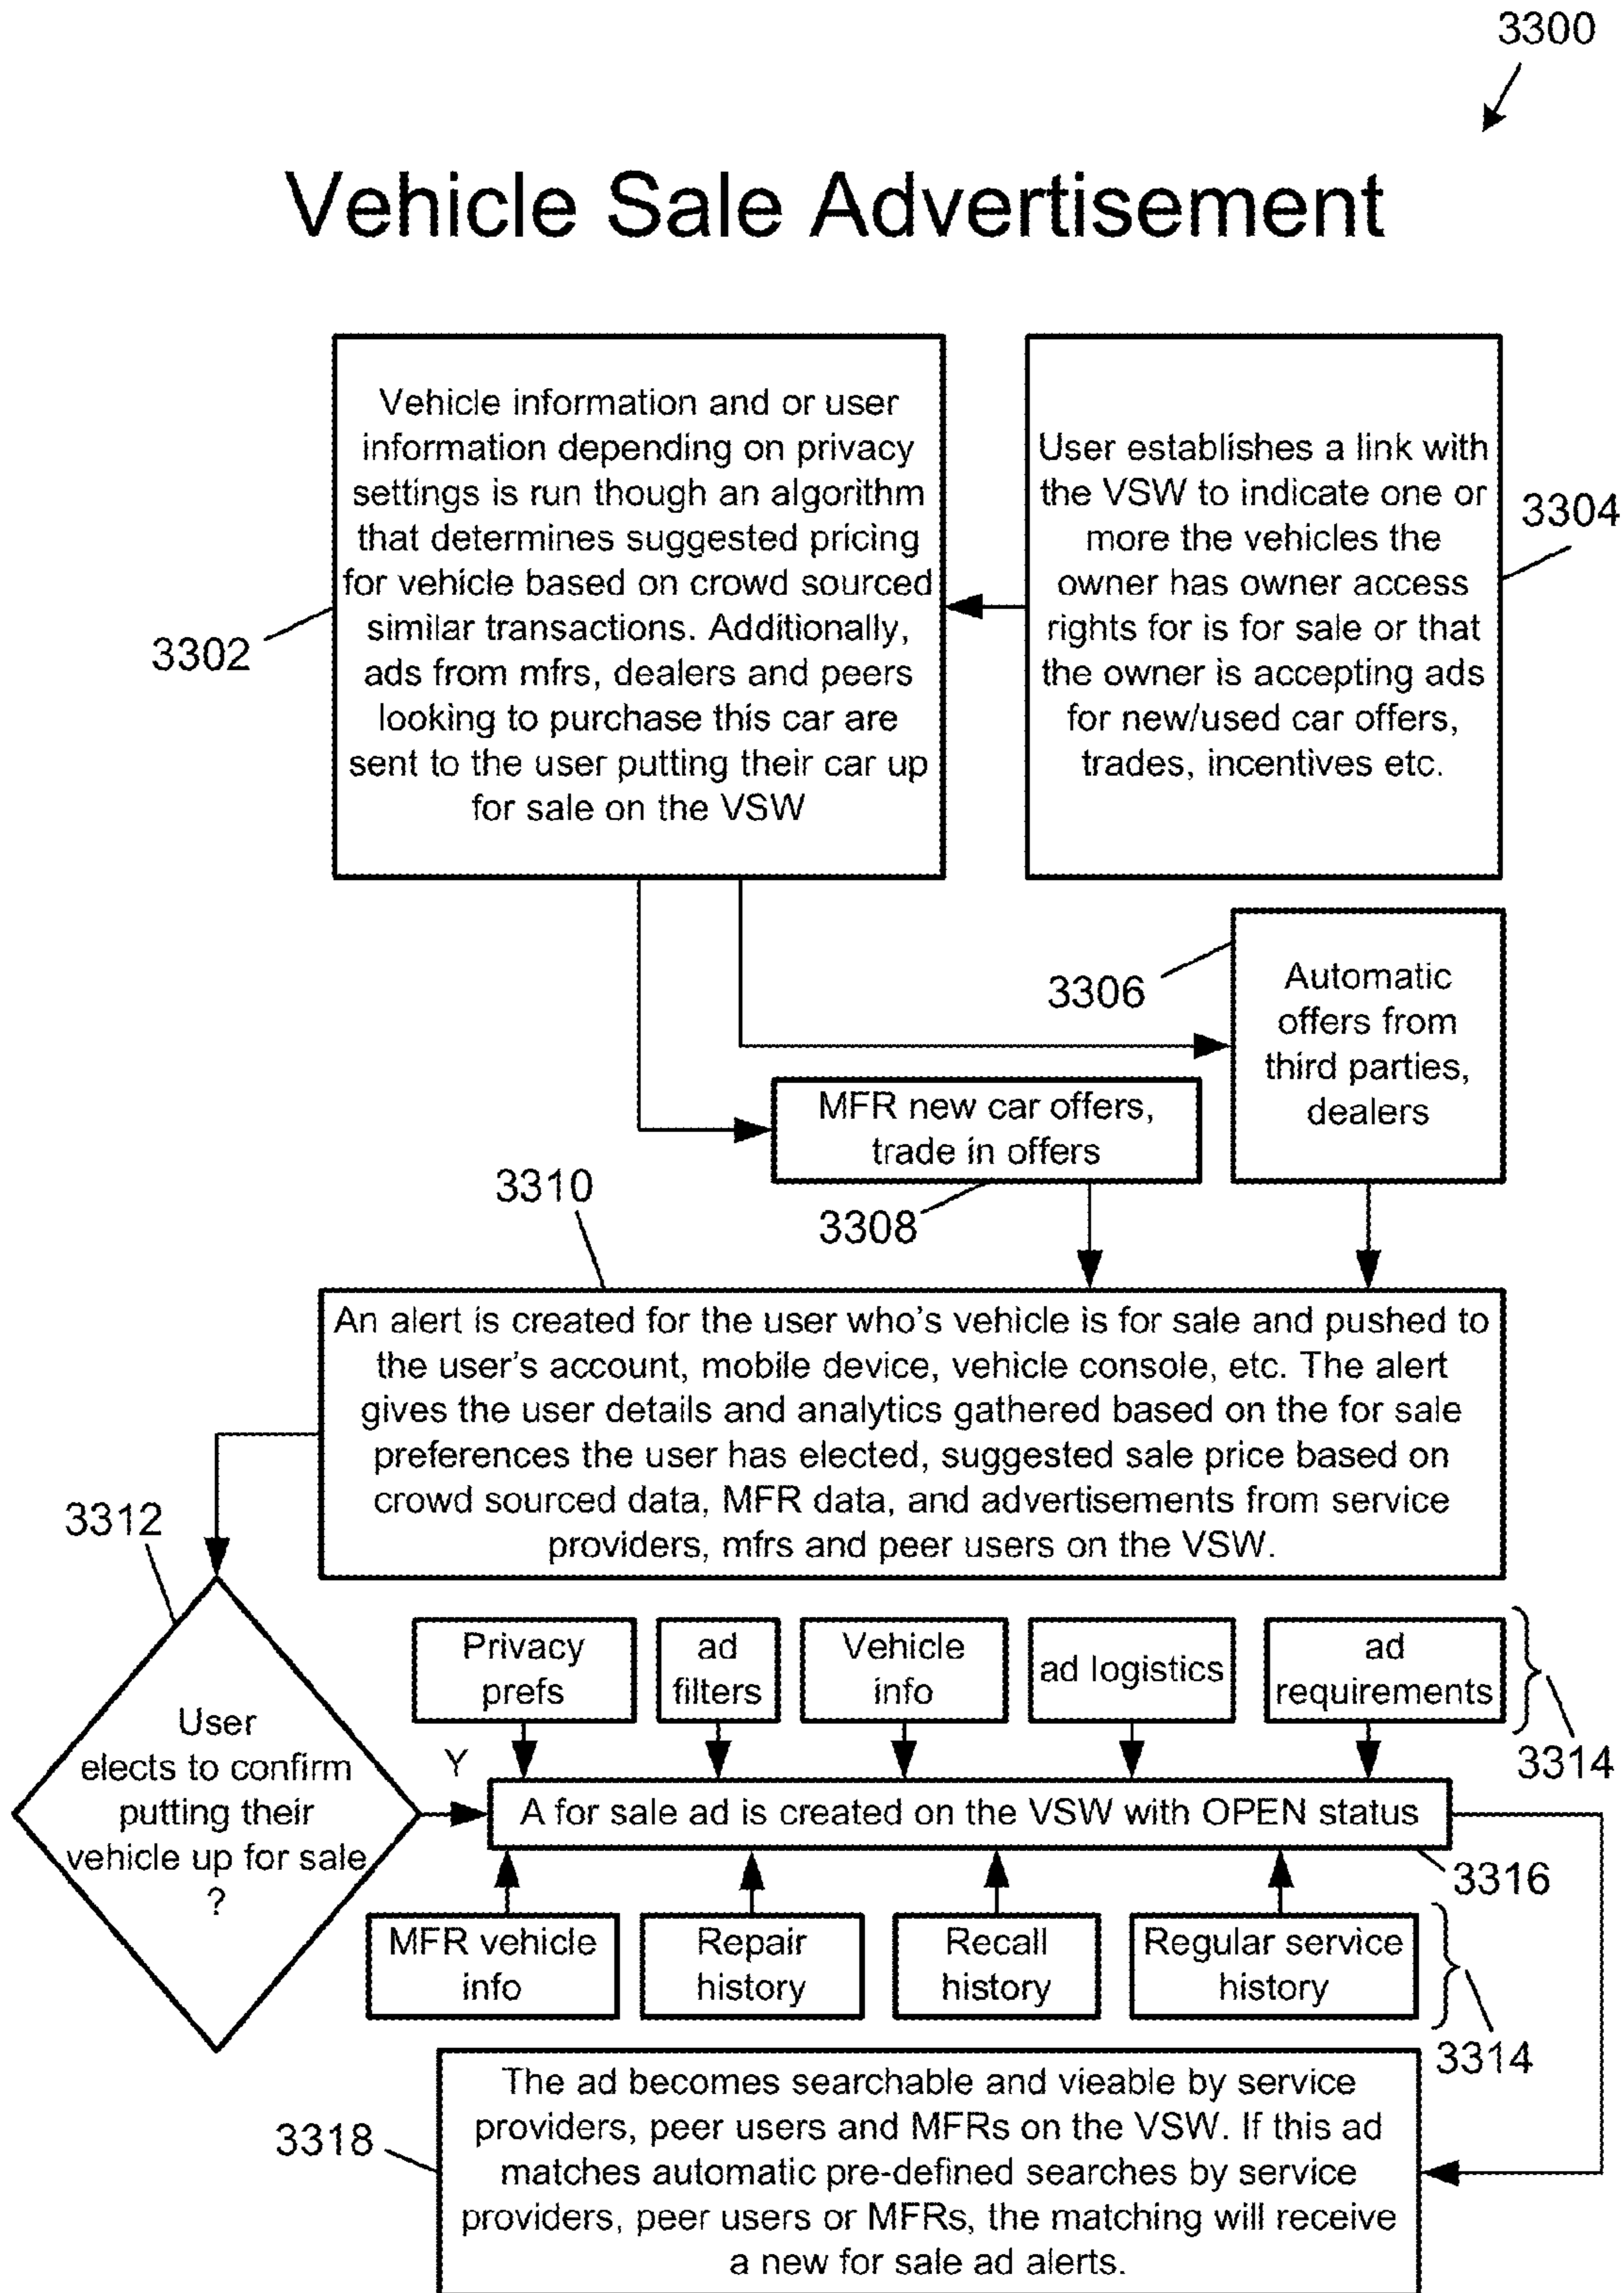 3300
Vehicle Sale Advertisement
Vehicle information and or user
information depending on privacy
settings is run though an algorithm
that determines suggested pricing
for vehicle based on crowd sourced
similar transactions. Additionally,
ads from mfrs, dealers and peers
looking to purchase this car are
sent to the user putting their car up
for sale on the VSW
3302
User establishes a link with
the VSW to indicate one or
more the vehicles the
owner has owner access
rights for is for sale or that
the owner is accepting ads
for new/used car offers,
trades, incentives etc.
3304
3306
Automatic
offers from
third parties,
dealers
MFR new car offers,
trade in offers
3308
3310
An alert is created for the user who's vehicle is for sale and pushed to
the user's account, mobile device, vehicle console, etc. The alert
gives the user details and analytics gathered based on the for sale
preferences the user has elected, suggested sale price based on
crowd sourced data, MFR data, and advertisements from service
providers, mfrs and peer users on the VSW.
3312
User
elects to confirm
putting their
vehicle up for sale
?
Y
Privacy
prefs
ad
filters
Vehicle
info
ad logistics
ad
requirements
3314
A for sale ad is created on the VSW with OPEN status
3316
MFR vehicle
info
Repair
history
Recall
history
Regular service
history
3314
3318
The ad becomes searchable and vieable by service
providers, peer users and MFRs on the VSW. If this ad
matches automatic pre-defined searches by service
providers, peer users or MFRs, the matching will receive
a new for sale ad alerts.